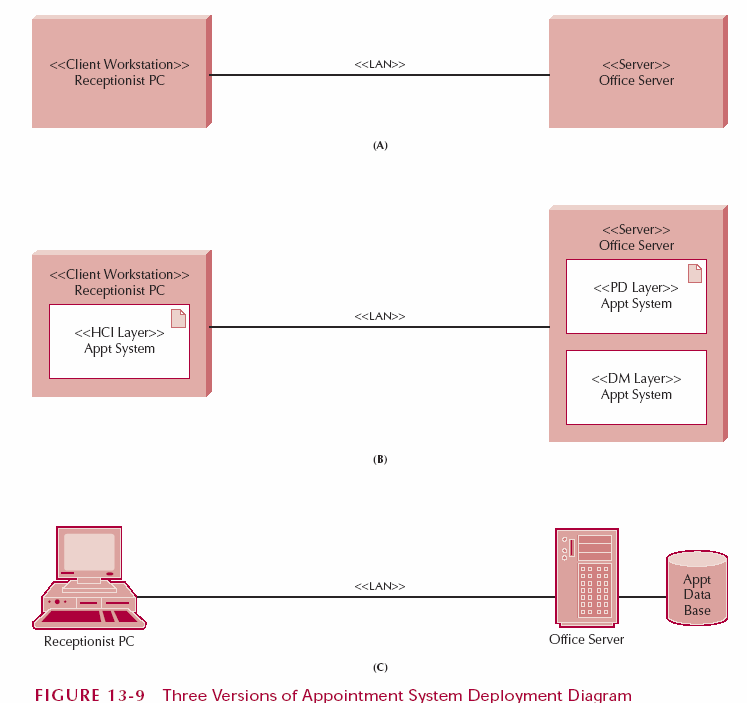 <<Client Workstation>>
Receptionist PC
<<LAN>>
<<Server>>
Office Server
(A)
<<Client Workstation>>
Receptionist PC
<<HCI Layer>>
Appt System
<<LAN>>
<<Server>>
Office Server
<<PD Layer>>
Appt System
<<DM Layer>>
Appt System
(B)
<<LAN>>
Receptionist PC
Office Server
Appt
Data
Base
(C)
FIGURE 13-9 Three Versions of Appointment System Deployment Diagram